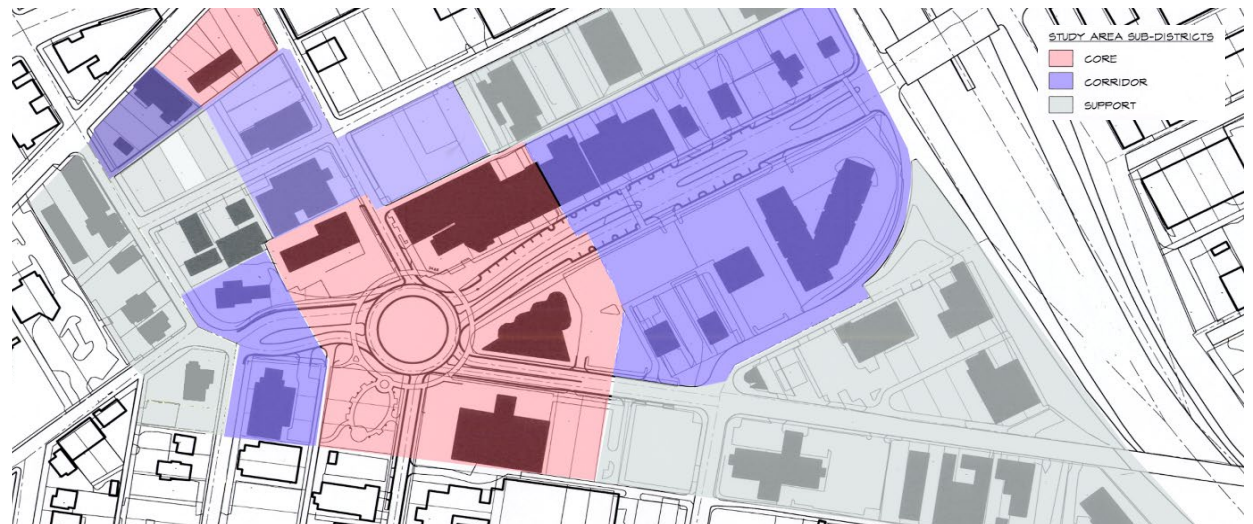 STUDY AREA SUB-DISTRICTS
CORE
CORRIDOR
SUPPORT